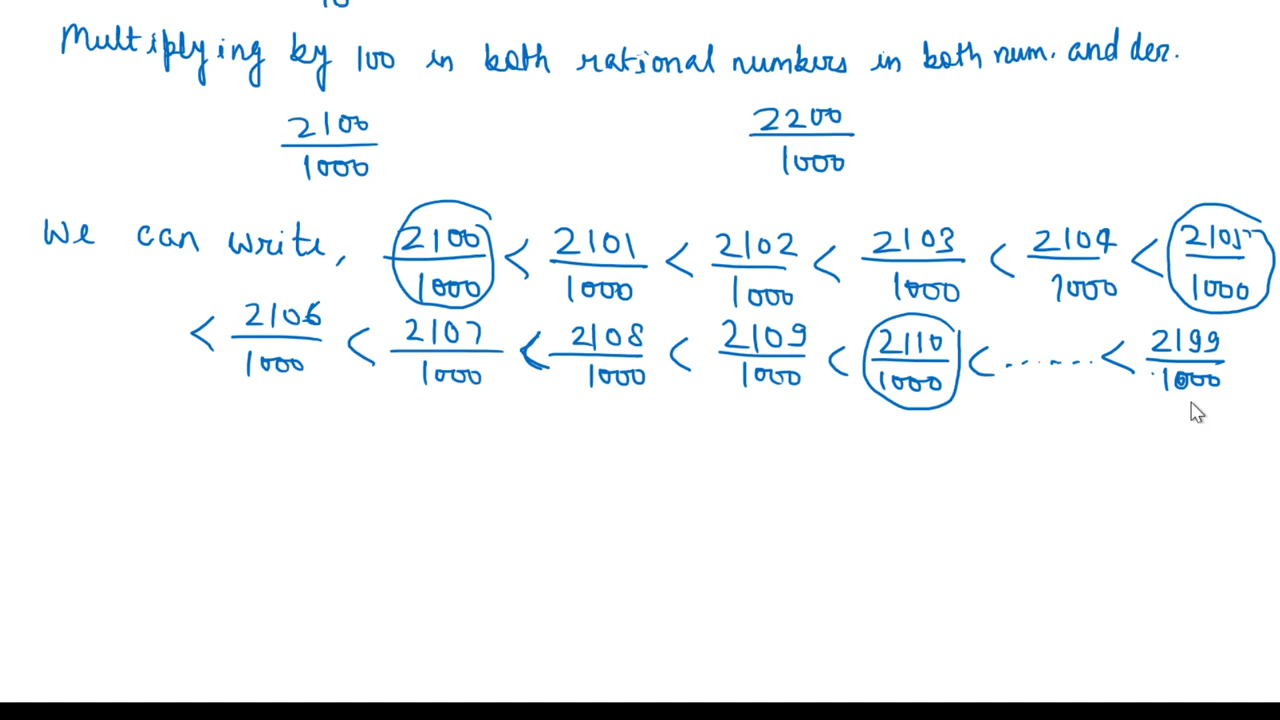 10
Multiplying by 100 in both rational numbers in both num. and der.
2100/1000 2200/1000
We can write, 2100/1000 < 2101/1000 < 2102/1000 < 2103/1000 < 2104/1000 < 2105/1000
< 2106/1000 < 2107/1000 < 2108/1000 < 2109/1000 < 2110/1000 < ....... < 2199/1000